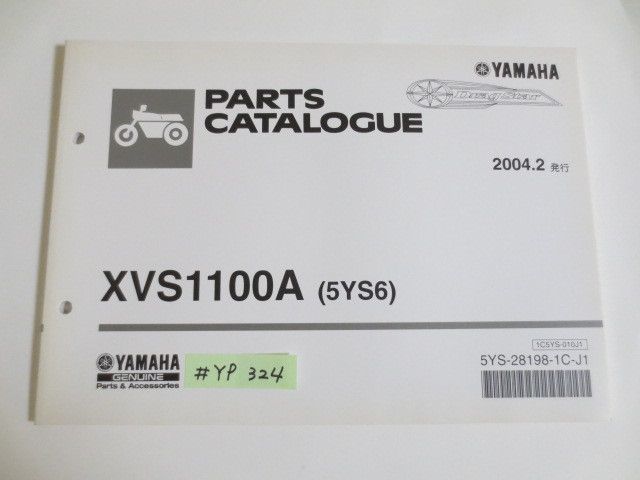 YAMAHA
DragStar
PARTS
CATALOGUE
2004.2 発行
XVS1100A (5YS6)
1C5YS-010J1
5YS-28198-1C-J1
YAMAHA
GENUINE
Parts & Accessories
#YP 324